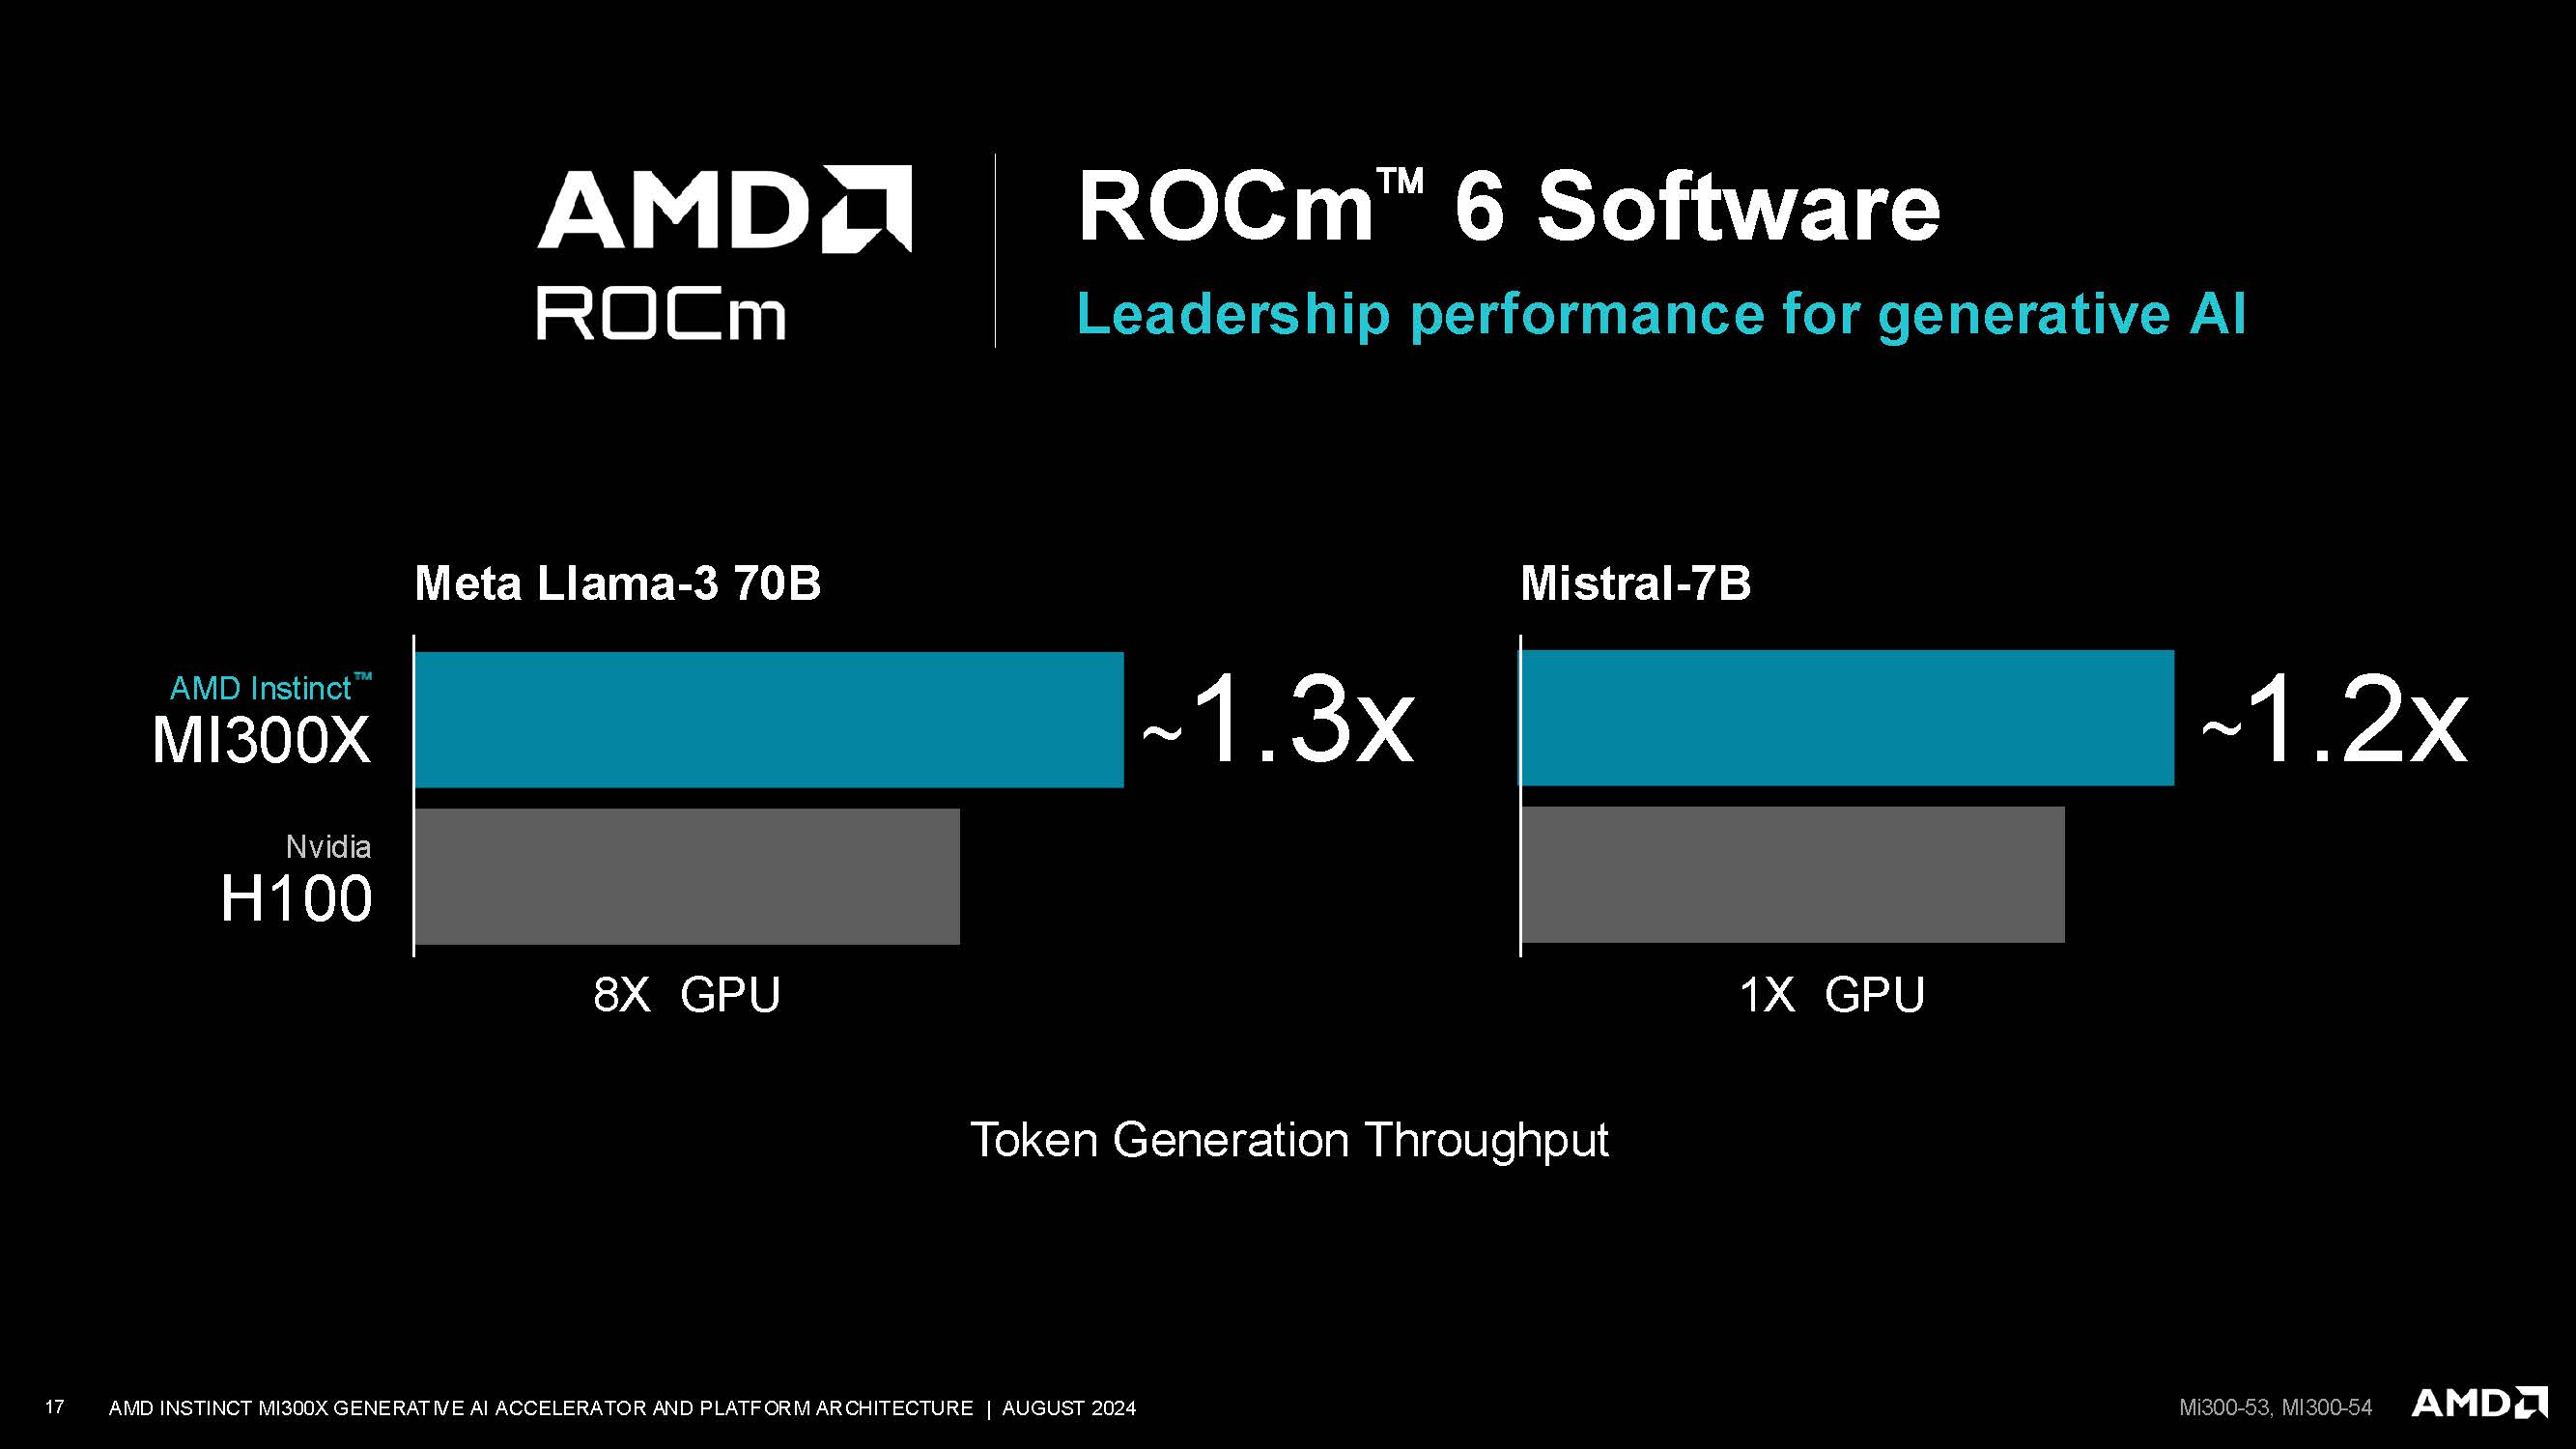 AMD
ROCm
ROCm™ 6 Software
Leadership performance for generative AI
Meta Llama-3 70B
AMD Instinct™
MI300X
~1.3x
Nvidia
H100
8X GPU
Mistral-7B
~1.2x
1X GPU
Token Generation Throughput
17 AMD INSTINCT MI300X GENERATIVE AI ACCELERATOR AND PLATFORM ARCHITECTURE | AUGUST 2024
Mi300-53, MI300-54
AMD